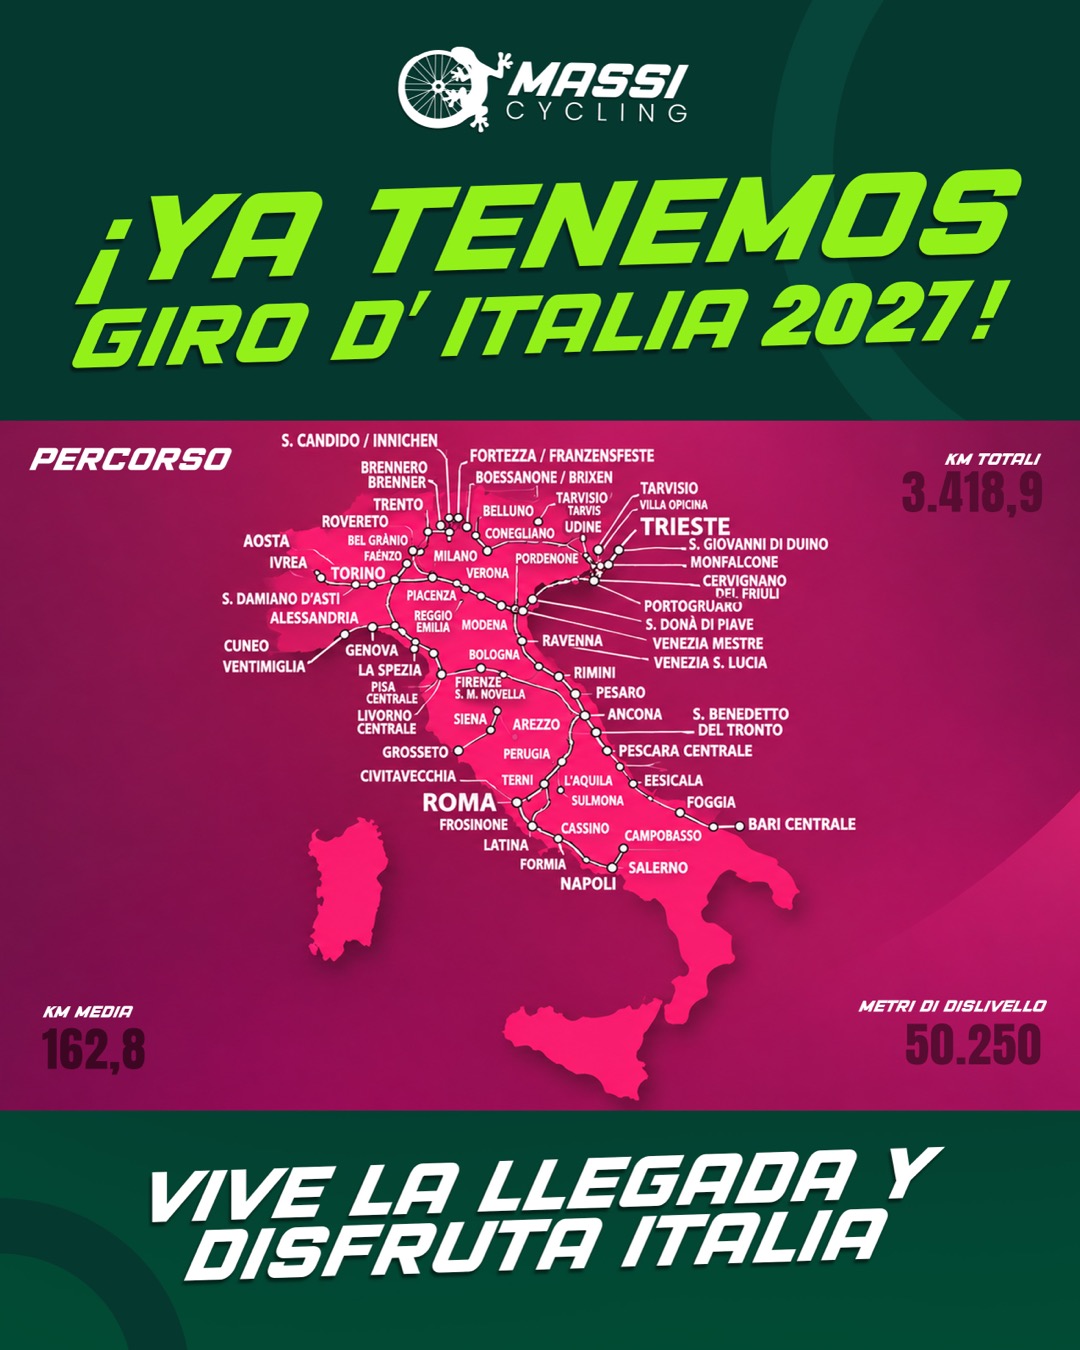 MASSI
CYCLING
¡YA TENEMOS
GIRO D' ITALIA 2027!
PERCORSO
KM TOTALI
3.418,9
S. CANDIDO / INNICHEN
FORTEZZA / FRANZENSFESTE
BRENNERO
BRENNER
BOESSANONE / BRIXEN
TARVISIO
TARVISIO
TARVIS
VILLA OPICINA
TRENTO
BELLUNO
ROVERETO
UDINE
TRIESTE
AOSTA
BEL GRÀNIO
CONEGLIANO
S. GIOVANNI DI DUINO
FAÉNZO
MILANO
PORDENONE
MONFALCONE
IVREA
TORINO
VERONA
CERVIGNANO
DEL FRIULI
S. DAMIANO D'ASTI
PIACENZA
PORTOGRUARO
ALESSANDRIA
REGGIO
EMILIA
MODENA
S. DONÀ DI PIAVE
CUNEO
GENOVA
RAVENNA
VENEZIA MESTRE
VENTIMIGLIA
LA SPEZIA
BOLOGNA
VENEZIA S. LUCIA
PISA
CENTRALE
FIRENZE
S. M. NOVELLA
RIMINI
PESARO
LIVORNO
CENTRALE
SIENA
AREZZO
ANCONA
S. BENEDETTO
DEL TRONTO
GROSSETO
PERUGIA
PESCARA CENTRALE
CIVITAVECCHIA
TERNI
L'AQUILA
EESICALA
ROMA
SULMONA
FOGGIA
FROSINONE
CASSINO
BARI CENTRALE
LATINA
CAMPOBASSO
FORMIA
SALERNO
NAPOLI
KM MEDIA
162,8
METRI DI DISLIVELLO
50.250
VIVE LA LLEGADA Y
DISFRUTA ITALIA